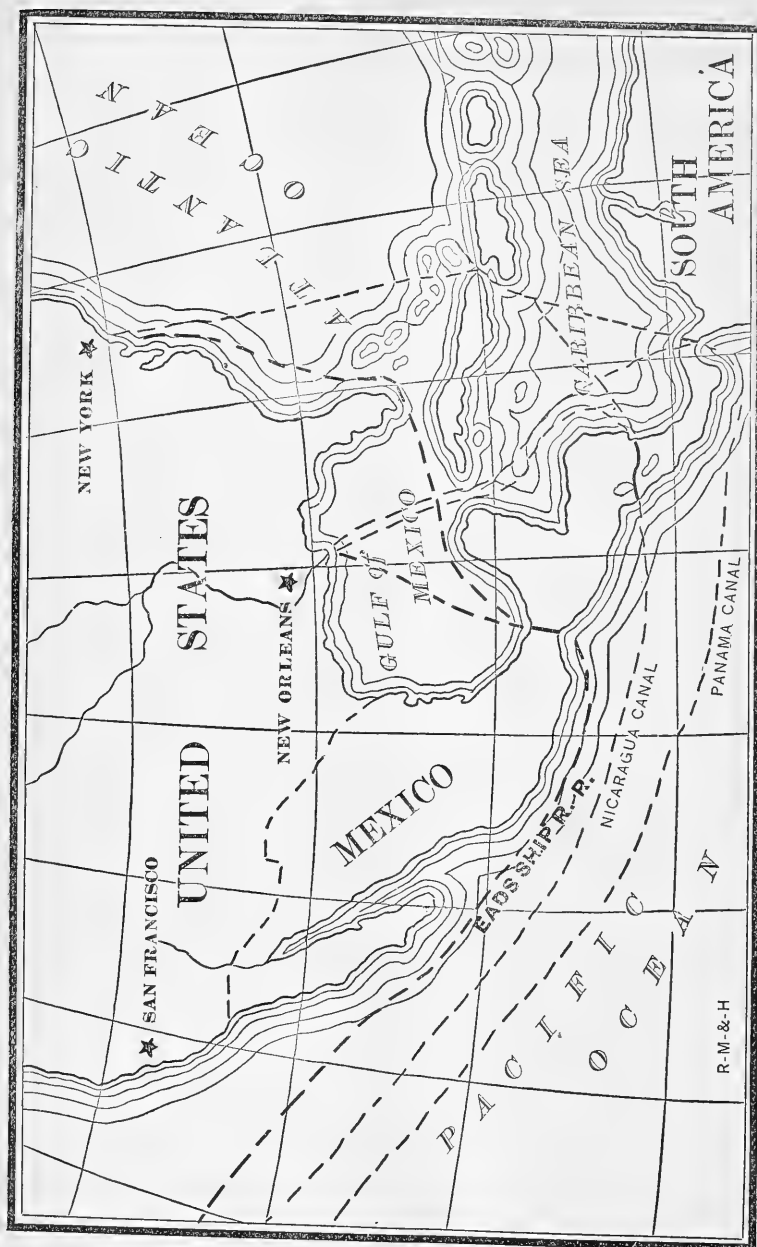 ATLANTIC
OCEAN
NEW YORK
UNITED STATES
SAN FRANCISCO
NEW ORLEANS
GULF of
MEXICO
MEXICO
CARIBBEAN SEA
SOUTH
AMERICA
EADS SHIP R.-R.
NICARAGUA CANAL
PANAMA CANAL
PACIFIC
OCEAN
R-M-&-H